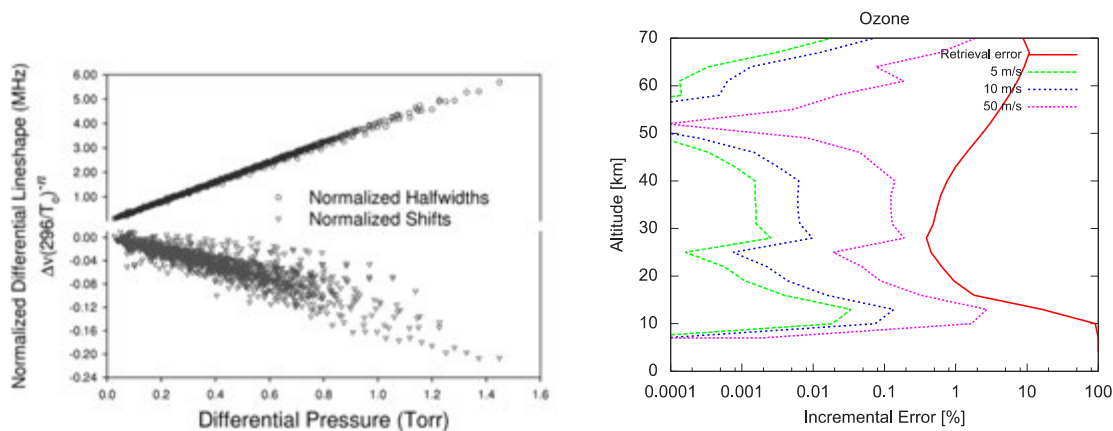 Normalized Differential Lineshape (MHz)
Δν(296/T₀)⁻ⁿ
6.00
5.00
4.00
3.00
2.00
1.00
0.00
-0.04
-0.08
-0.12
-0.16
-0.20
-0.24
Normalized Halfwidths
Normalized Shifts
0.0 0.2 0.4 0.6 0.8 1.0 1.2 1.4 1.6
Differential Pressure (Torr)
Ozone
Altitude [km]
70
60
50
40
30
20
10
0
Retrieval error
5 m/s
10 m/s
50 m/s
0.0001 0.001 0.01 0.1 1 10 100
Incremental Error [%]